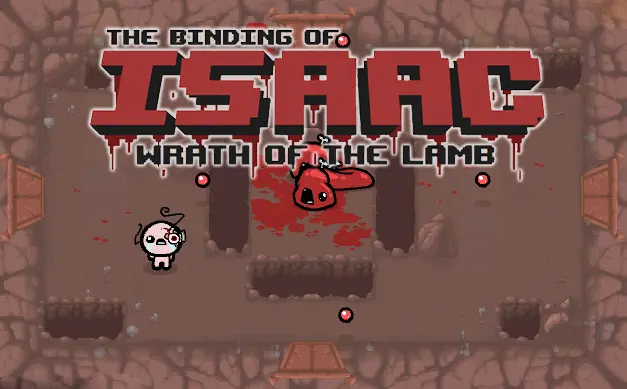 THE BINDING OF
ISAAC
WRATH OF THE LAMB